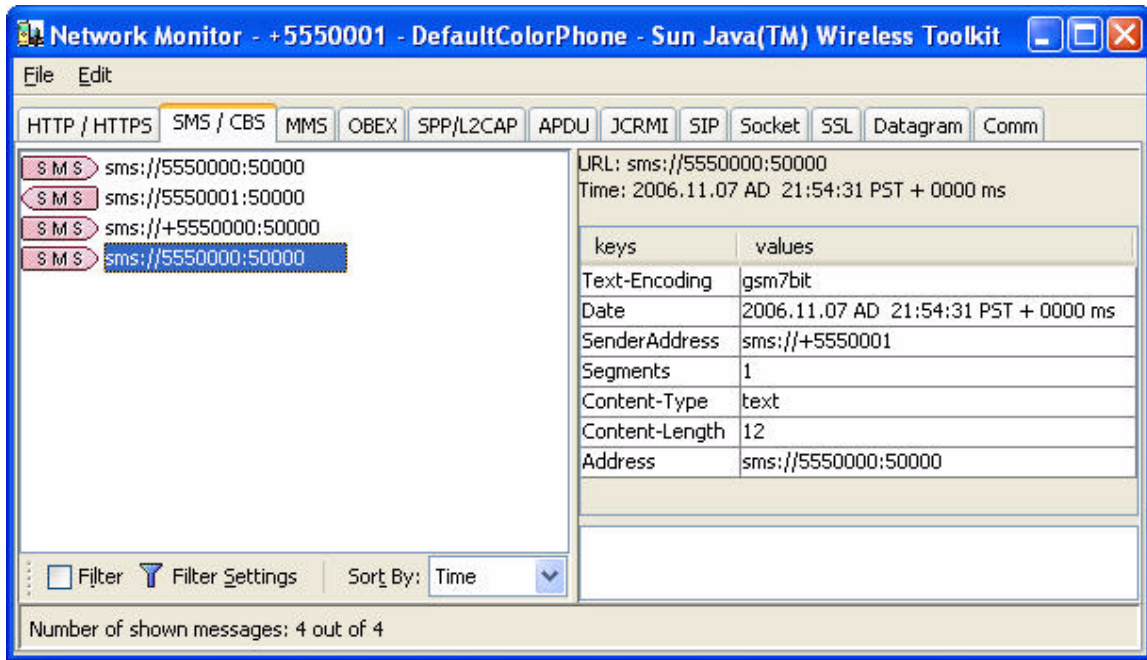 Network Monitor - +5550001 - DefaultColorPhone - Sun Java(TM) Wireless Toolkit
File Edit
HTTP / HTTPS SMS / CBS MMS OBEX SPP/L2CAP APDU JCRMI SIP Socket SSL Datagram Comm
SMS sms://5550000:50000
SMS sms://5550001:50000
SMS sms://+5550000:50000
SMS sms://5550000:50000
URL: sms://5550000:50000
Time: 2006.11.07 AD 21:54:31 PST + 0000 ms
keys values
Text-Encoding gsm7bit
Date 2006.11.07 AD 21:54:31 PST + 0000 ms
SenderAddress sms://+5550001
Segments 1
Content-Type text
Content-Length 12
Address sms://5550000:50000
Filter Filter Settings Sort By: Time
Number of shown messages: 4 out of 4